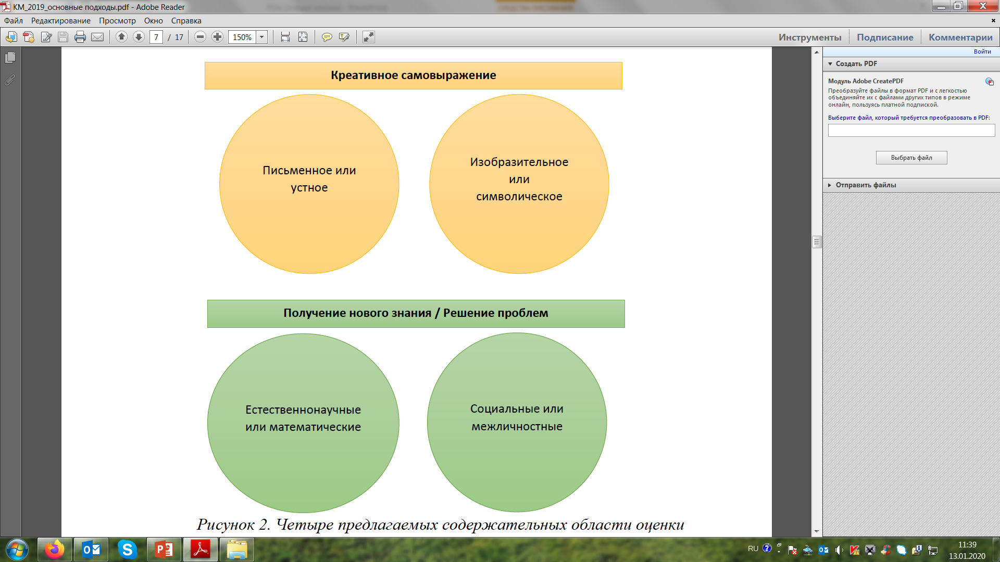 KM_2019_основные подходы.pdf - Adobe Reader
Файл Редактирование Просмотр Окно Справка
7 / 17 150% Инструменты Подписание Комментарии
Войти
Создать PDF
Модуль Adobe CreatePDF
Преобразуйте файлы в формат PDF и с легкостью
объединяйте их с файлами других типов в режиме
онлайн, пользуясь платной подпиской.
Выберите файл, который требуется преобразовать в PDF:
Выбрать файл
Отправить файлы
Креативное самовыражение
Письменное или
устное
Изобразительное
или
символическое
Получение нового знания / Решение проблем
Естественнонаучные
или математические
Социальные или
межличностные
Рисунок 2. Четыре предлагаемых содержательных области оценки
RU
11:39
13.01.2020